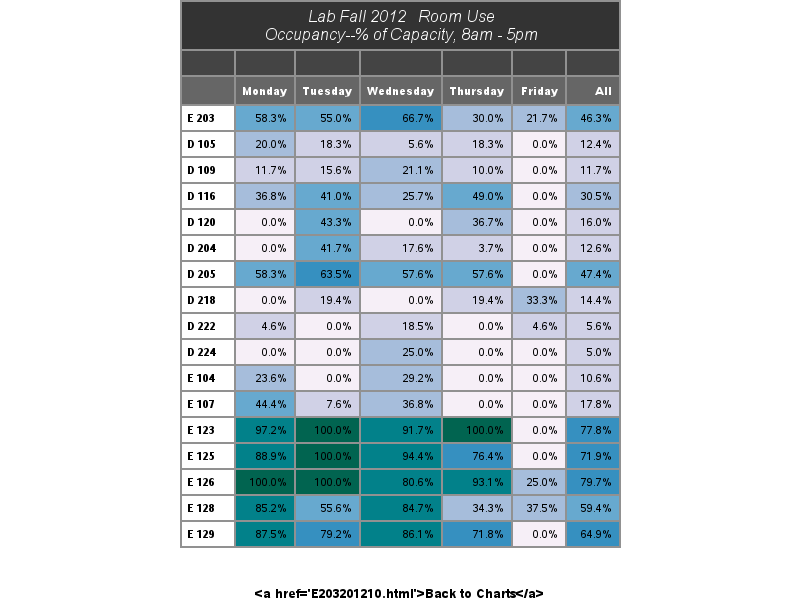 Lab Fall 2012 Room Use
Occupancy--% of Capacity, 8am - 5pm
Monday Tuesday Wednesday Thursday Friday All
E 203 58.3% 55.0% 66.7% 30.0% 21.7% 46.3%
D 105 20.0% 18.3% 5.6% 18.3% 0.0% 12.4%
D 109 11.7% 15.6% 21.1% 10.0% 0.0% 11.7%
D 116 36.8% 41.0% 25.7% 49.0% 0.0% 30.5%
D 120 0.0% 43.3% 0.0% 36.7% 0.0% 16.0%
D 204 0.0% 41.7% 17.6% 3.7% 0.0% 12.6%
D 205 58.3% 63.5% 57.6% 57.6% 0.0% 47.4%
D 218 0.0% 19.4% 0.0% 19.4% 33.3% 14.4%
D 222 4.6% 0.0% 18.5% 0.0% 4.6% 5.6%
D 224 0.0% 0.0% 25.0% 0.0% 0.0% 5.0%
E 104 23.6% 0.0% 29.2% 0.0% 0.0% 10.6%
E 107 44.4% 7.6% 36.8% 0.0% 0.0% 17.8%
E 123 97.2% 100.0% 91.7% 100.0% 0.0% 77.8%
E 125 88.9% 100.0% 94.4% 76.4% 0.0% 71.9%
E 126 100.0% 100.0% 80.6% 93.1% 25.0% 79.7%
E 128 85.2% 55.6% 84.7% 34.3% 37.5% 59.4%
E 129 87.5% 79.2% 86.1% 71.8% 0.0% 64.9%
<a href='E203201210.html'>Back to Charts</a>